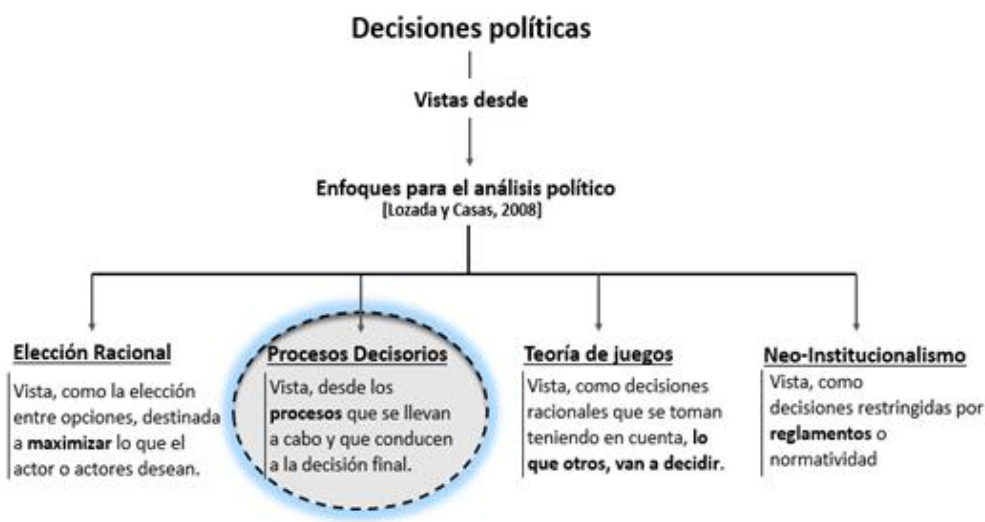 Decisiones políticas
Vistas desde
Enfoques para el análisis político
[Lozada y Casas, 2008]
Elección Racional
Vista, como la elección
entre opciones, destinada
a maximizar lo que el
actor o actores desean.
Procesos Decisorios
Vista, desde los
procesos que se llevan
a cabo y que conducen
a la decisión final.
Teoría de juegos
Vista, como decisiones
racionales que se toman
teniendo en cuenta, lo
que otros, van a decidir.
Neo-Institucionalismo
Vista, como
decisiones restringidas por
reglamentos o
normatividad